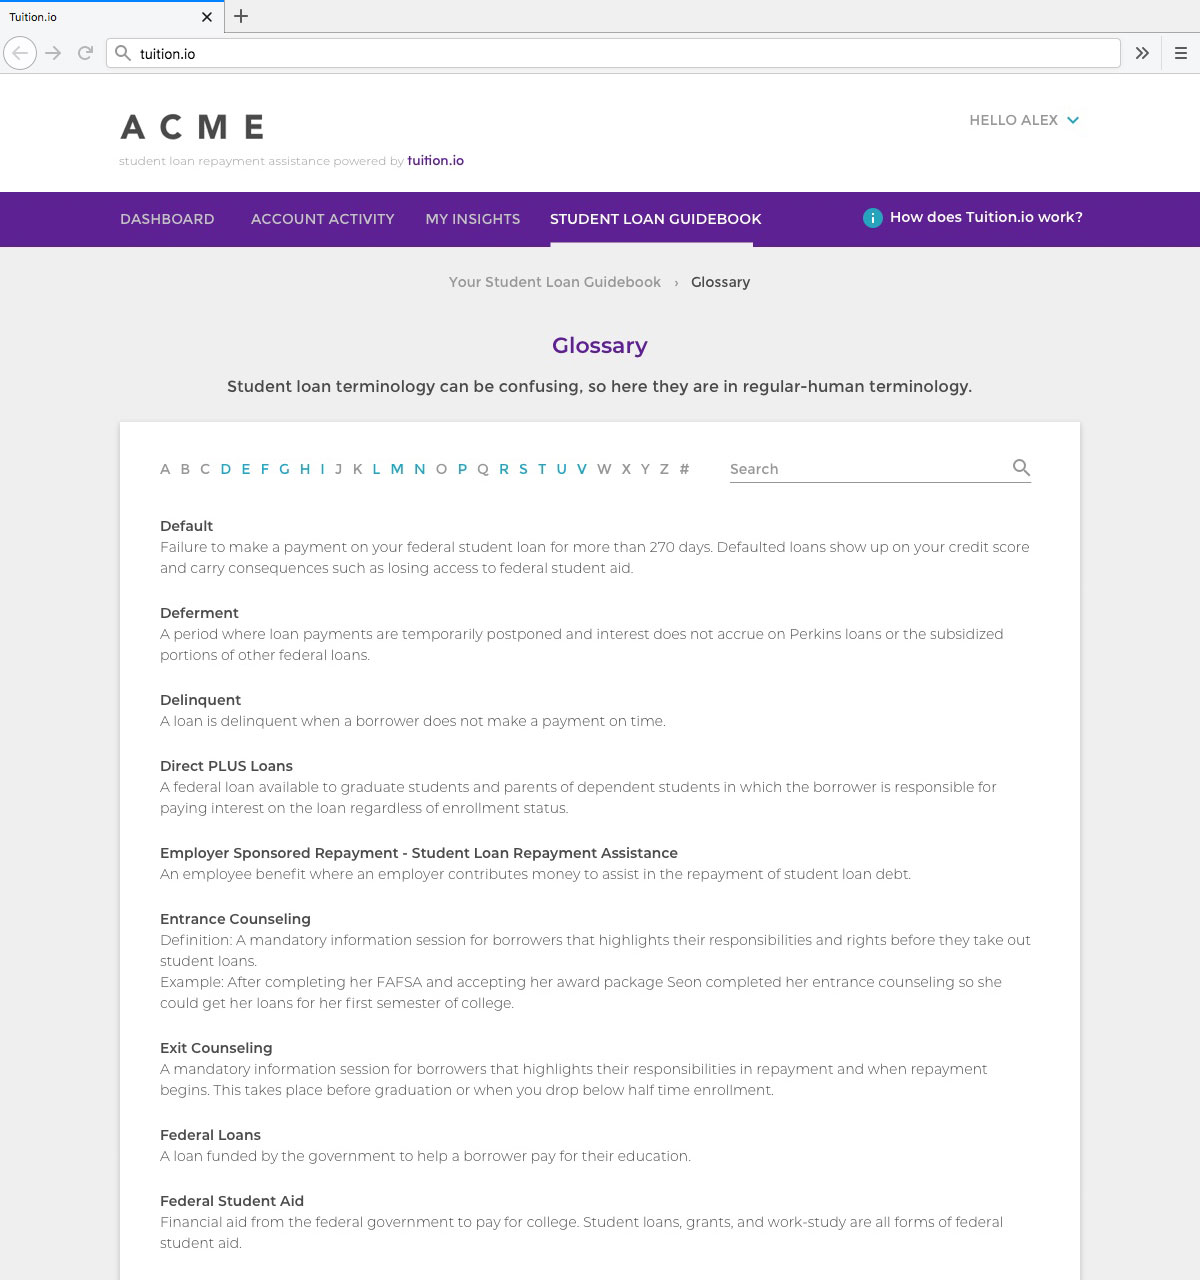 Tuition.io
tuition.io
ACME
HELLO ALEX
student loan repayment assistance powered by tuition.io
DASHBOARD ACCOUNT ACTIVITY MY INSIGHTS STUDENT LOAN GUIDEBOOK i How does Tuition.io work?
Your Student Loan Guidebook › Glossary
Glossary
Student loan terminology can be confusing, so here they are in regular-human terminology.
A B C D E F G H I J K L M N O P Q R S T U V W X Y Z # Search
Default
Failure to make a payment on your federal student loan for more than 270 days. Defaulted loans show up on your credit score
and carry consequences such as losing access to federal student aid.
Deferment
A period where loan payments are temporarily postponed and interest does not accrue on Perkins loans or the subsidized
portions of other federal loans.
Delinquent
A loan is delinquent when a borrower does not make a payment on time.
Direct PLUS Loans
A federal loan available to graduate students and parents of dependent students in which the borrower is responsible for
paying interest on the loan regardless of enrollment status.
Employer Sponsored Repayment - Student Loan Repayment Assistance
An employee benefit where an employer contributes money to assist in the repayment of student loan debt.
Entrance Counseling
Definition: A mandatory information session for borrowers that highlights their responsibilities and rights before they take out
student loans.
Example: After completing her FAFSA and accepting her award package Seon completed her entrance counseling so she
could get her loans for her first semester of college.
Exit Counseling
A mandatory information session for borrowers that highlights their responsibilities in repayment and when repayment
begins. This takes place before graduation or when you drop below half time enrollment.
Federal Loans
A loan funded by the government to help a borrower pay for their education.
Federal Student Aid
Financial aid from the federal government to pay for college. Student loans, grants, and work-study are all forms of federal
student aid.